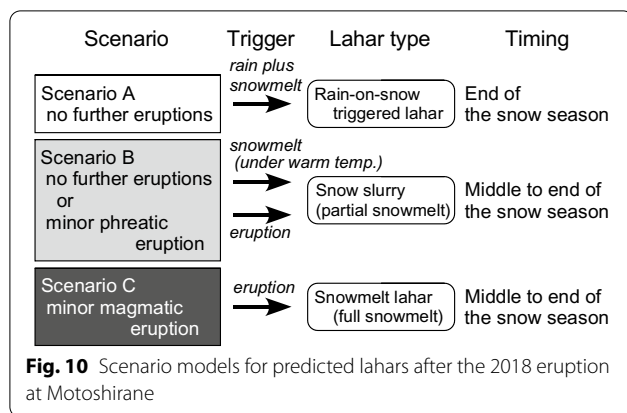 Scenario Trigger Lahar type Timing
rain plus
snowmelt
Scenario A
no further eruptions
Rain-on-snow
triggered lahar
End of
the snow season
Scenario B
no further eruptions
or
minor phreatic
eruption
snowmelt
(under warm temp.)
eruption
Snow slurry
(partial snowmelt)
Middle to end of
the snow season
Scenario C
minor magmatic
eruption
eruption
Snowmelt lahar
(full snowmelt)
Middle to end of
the snow season
Fig. 10 Scenario models for predicted lahars after the 2018 eruption
at Motoshirane